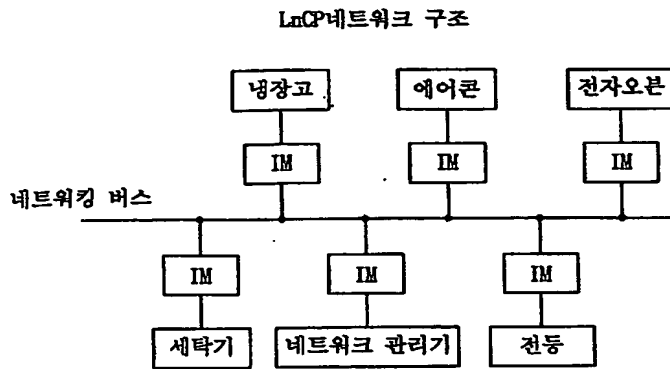 LnCP네트워크 구조
냉장고 에어콘 전자오븐
IM IM IM
네트워킹 버스
IM IM IM
세탁기 네트워크 관리기 전등